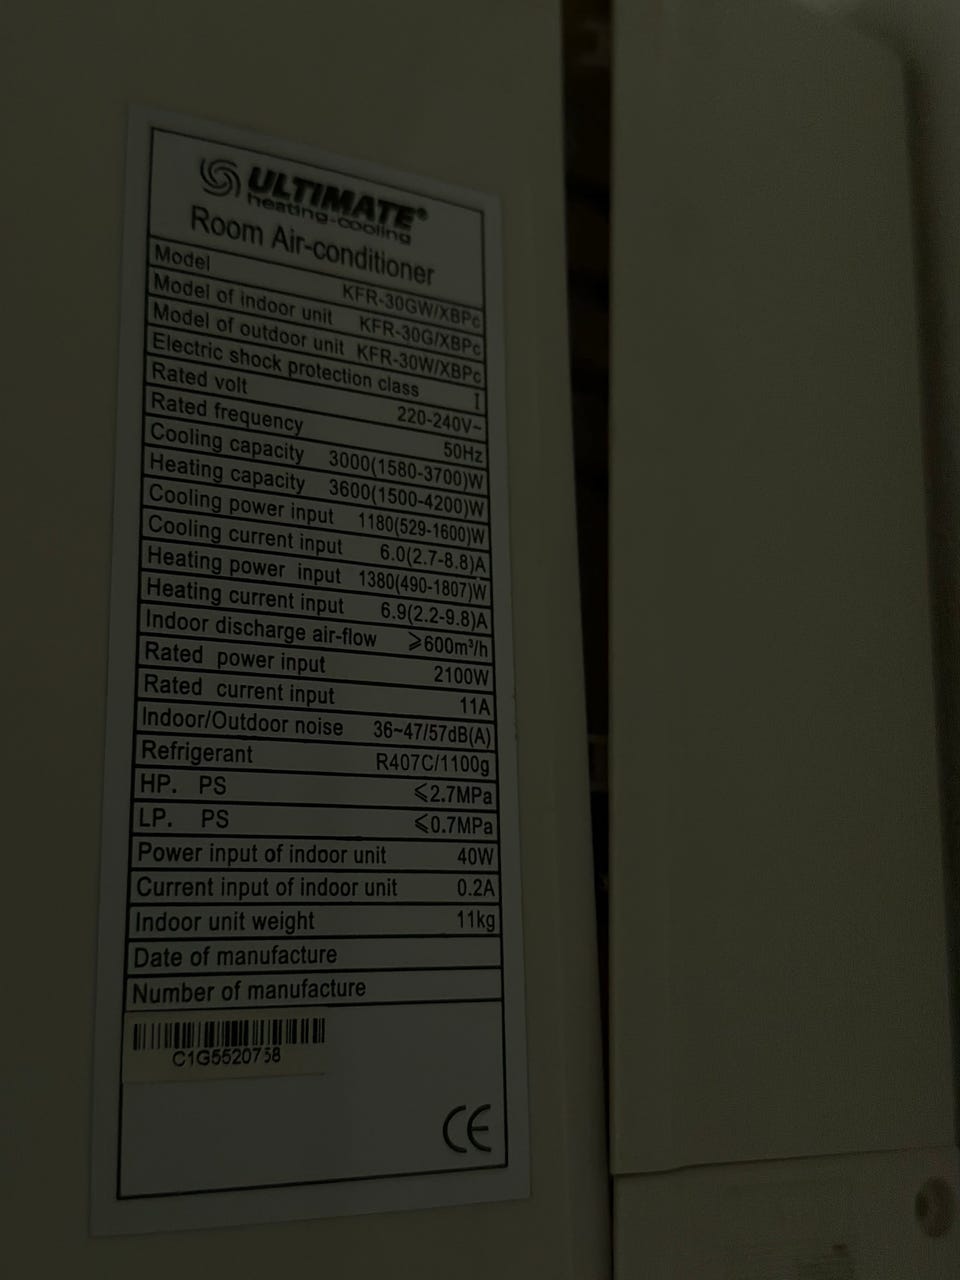 ULTIMATE®
heating-cooling
Room Air-conditioner
Model KFR-30GW/XBPc
Model of indoor unit KFR-30G/XBPc
Model of outdoor unit KFR-30W/XBPc
Electric shock protection class I
Rated volt 220-240V~
Rated frequency 50Hz
Cooling capacity 3000(1580-3700)W
Heating capacity 3600(1500-4200)W
Cooling power input 1180(529-1600)W
Cooling current input 6.0(2.7-8.8)A
Heating power input 1380(490-1807)W
Heating current input 6.9(2.2-9.8)A
Indoor discharge air-flow ≥600m³/h
Rated power input 2100W
Rated current input 11A
Indoor/Outdoor noise 36~47/57dB(A)
Refrigerant R407C/1100g
HP. PS ≤2.7MPa
LP. PS ≤0.7MPa
Power input of indoor unit 40W
Current input of indoor unit 0.2A
Indoor unit weight 11kg
Date of manufacture
Number of manufacture
C1G5520758
CE